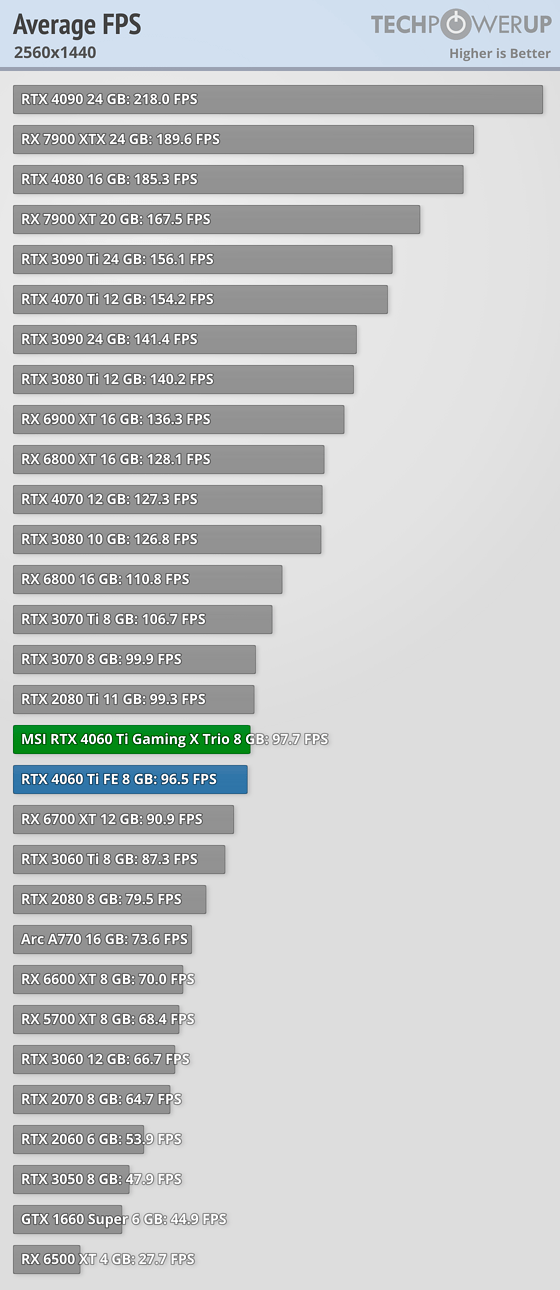 Average FPS
TECHPOWERUP
2560x1440
Higher is Better
RTX 4090 24 GB: 218.0 FPS
RX 7900 XTX 24 GB: 189.6 FPS
RTX 4080 16 GB: 185.3 FPS
RX 7900 XT 20 GB: 167.5 FPS
RTX 3090 Ti 24 GB: 156.1 FPS
RTX 4070 Ti 12 GB: 154.2 FPS
RTX 3090 24 GB: 141.4 FPS
RTX 3080 Ti 12 GB: 140.2 FPS
RX 6900 XT 16 GB: 136.3 FPS
RX 6800 XT 16 GB: 128.1 FPS
RTX 4070 12 GB: 127.3 FPS
RTX 3080 10 GB: 126.8 FPS
RX 6800 16 GB: 110.8 FPS
RTX 3070 Ti 8 GB: 106.7 FPS
RTX 3070 8 GB: 99.9 FPS
RTX 2080 Ti 11 GB: 99.3 FPS
MSI RTX 4060 Ti Gaming X Trio 8 GB: 97.7 FPS
RTX 4060 Ti FE 8 GB: 96.5 FPS
RX 6700 XT 12 GB: 90.9 FPS
RTX 3060 Ti 8 GB: 87.3 FPS
RTX 2080 8 GB: 79.5 FPS
Arc A770 16 GB: 73.6 FPS
RX 6600 XT 8 GB: 70.0 FPS
RX 5700 XT 8 GB: 68.4 FPS
RTX 3060 12 GB: 66.7 FPS
RTX 2070 8 GB: 64.7 FPS
RTX 2060 6 GB: 53.9 FPS
RTX 3050 8 GB: 47.9 FPS
GTX 1660 Super 6 GB: 44.9 FPS
RX 6500 XT 4 GB: 27.7 FPS